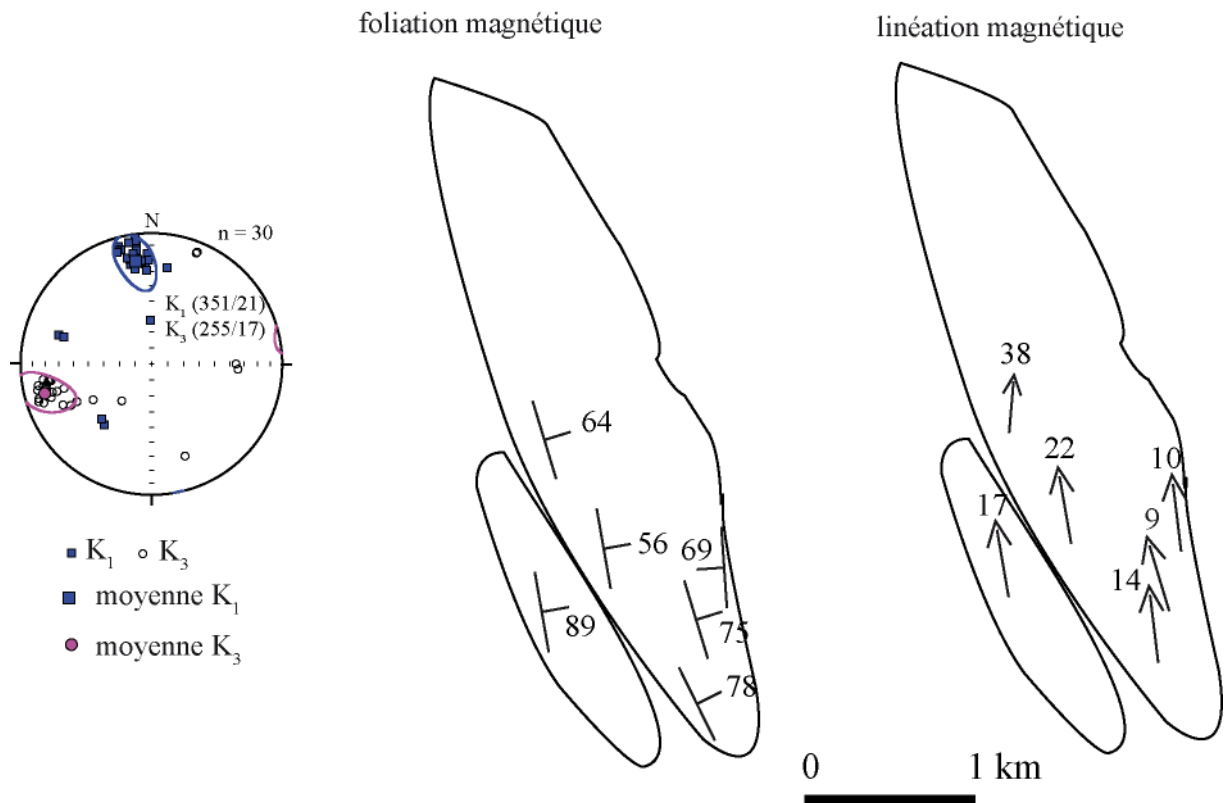 foliation magnétique
linéation magnétique
N
n = 30
K₁ (351/21)
K₃ (255/17)
K₁ K₃
moyenne K₁
moyenne K₃
64
56
69
89
75
78
38
22
10
17
9
14
0 1 km